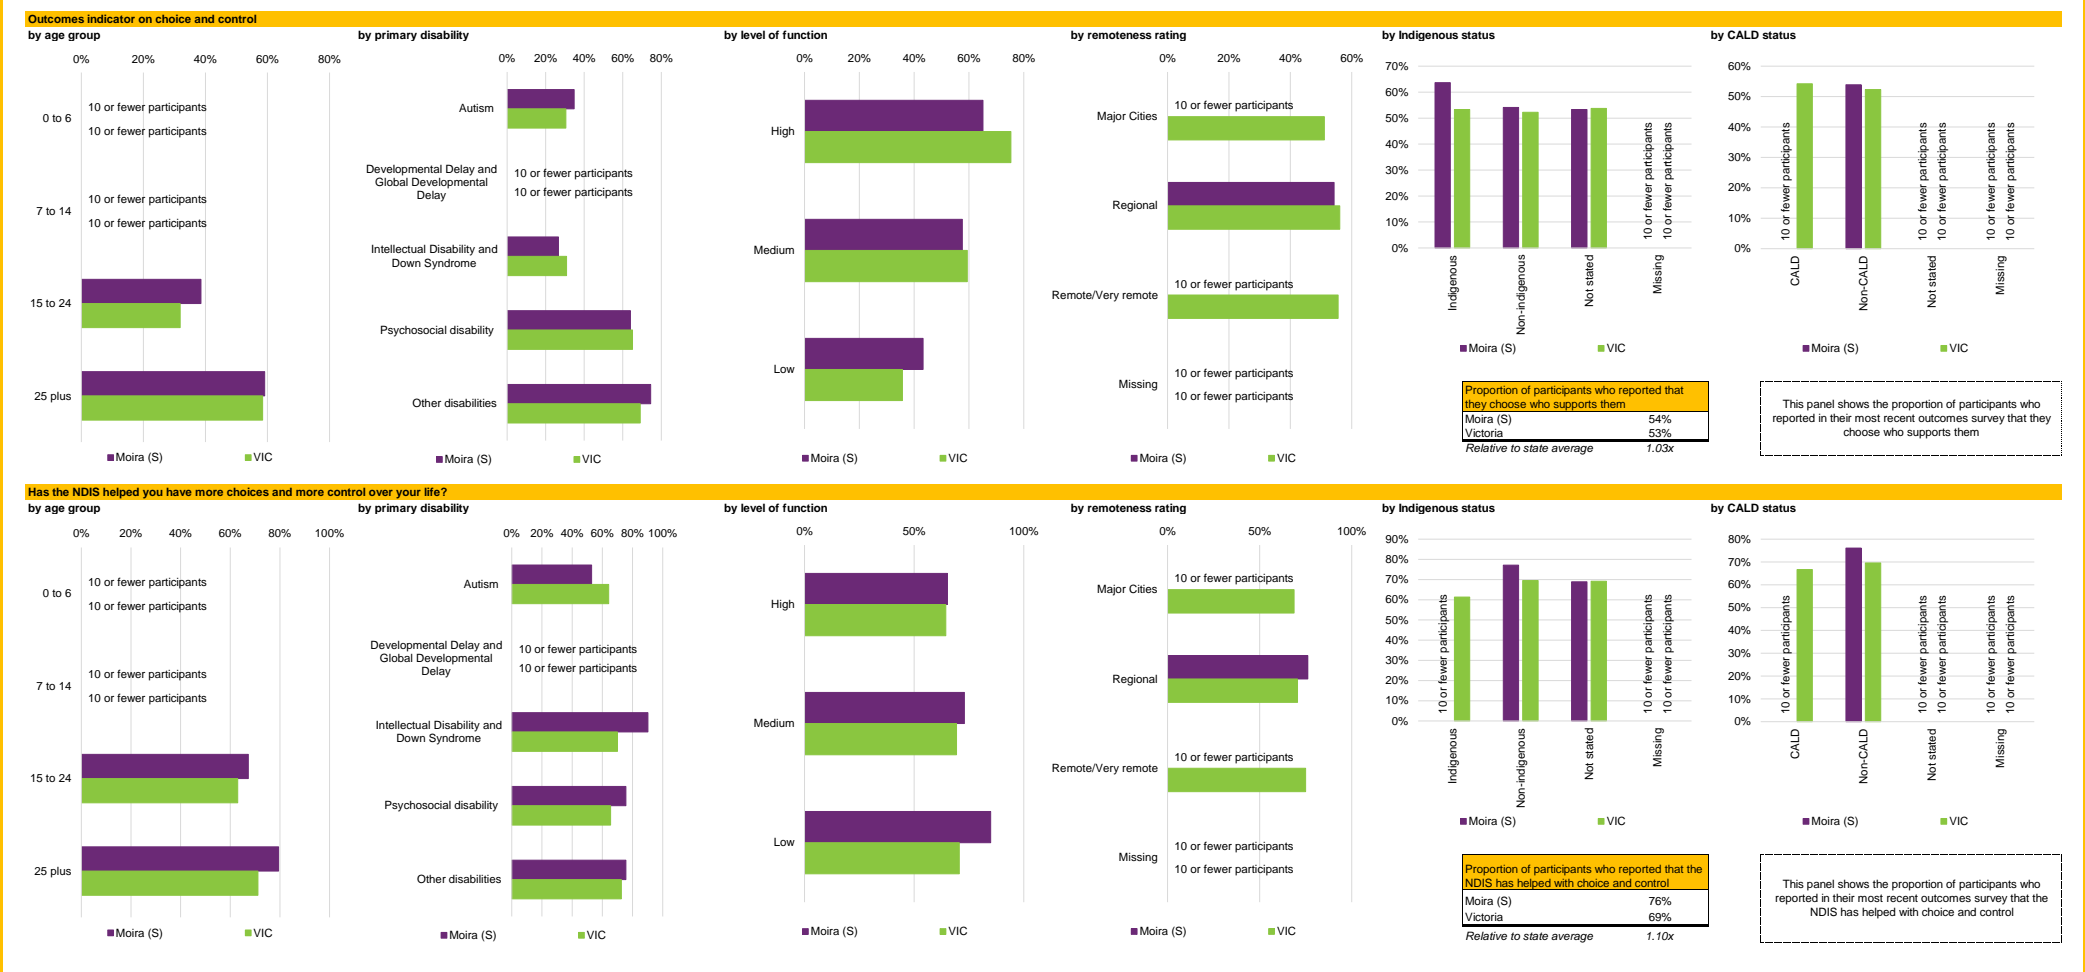 Outcomes indicator on choice and control
by age group
0% 20% 40% 60% 80%
0 to 6
10 or fewer participants
10 or fewer participants
7 to 14
10 or fewer participants
10 or fewer participants
15 to 24
25 plus
Moira (S) VIC
by primary disability
0% 20% 40% 60% 80%
Autism
Developmental Delay and
Global Developmental
Delay
10 or fewer participants
10 or fewer participants
Intellectual Disability and
Down Syndrome
Psychosocial disability
Other disabilities
Moira (S) VIC
by level of function
0% 20% 40% 60% 80%
High
Medium
Low
Moira (S) VIC
by remoteness rating
0% 20% 40% 60%
Major Cities
10 or fewer participants
Regional
Remote/Very remote
10 or fewer participants
Missing
10 or fewer participants
10 or fewer participants
Moira (S) VIC
by Indigenous status
70%
60%
50%
40%
30%
20%
10%
0%
10 or fewer participants
10 or fewer participants
Indigenous
Non-indigenous
Not stated
Missing
Moira (S) VIC
Proportion of participants who reported that
they choose who supports them
Moira (S) 54%
Victoria 53%
Relative to state average 1.03x
by CALD status
60%
50%
40%
30%
20%
10%
0%
10 or fewer participants
10 or fewer participants
10 or fewer participants
10 or fewer participants
10 or fewer participants
CALD
Non-CALD
Not stated
Missing
Moira (S) VIC
This panel shows the proportion of participants who
reported in their most recent outcomes survey that they
choose who supports them
Has the NDIS helped you have more choices and more control over your life?
by age group
0% 20% 40% 60% 80% 100%
0 to 6
10 or fewer participants
10 or fewer participants
7 to 14
10 or fewer participants
10 or fewer participants
15 to 24
25 plus
Moira (S) VIC
by primary disability
0% 20% 40% 60% 80% 100%
Autism
Developmental Delay and
Global Developmental
Delay
10 or fewer participants
10 or fewer participants
Intellectual Disability and
Down Syndrome
Psychosocial disability
Other disabilities
Moira (S) VIC
by level of function
0% 50% 100%
High
Medium
Low
Moira (S) VIC
by remoteness rating
0% 50% 100%
Major Cities
10 or fewer participants
Regional
Remote/Very remote
10 or fewer participants
Missing
10 or fewer participants
10 or fewer participants
Moira (S) VIC
by Indigenous status
90%
80%
70%
60%
50%
40%
30%
20%
10%
0%
10 or fewer participants
10 or fewer participants
10 or fewer participants
Indigenous
Non-indigenous
Not stated
Missing
Moira (S) VIC
Proportion of participants who reported that the
NDIS has helped with choice and control
Moira (S) 76%
Victoria 69%
Relative to state average 1.10x
by CALD status
80%
70%
60%
50%
40%
30%
20%
10%
0%
10 or fewer participants
10 or fewer participants
10 or fewer participants
10 or fewer participants
10 or fewer participants
CALD
Non-CALD
Not stated
Missing
Moira (S) VIC
This panel shows the proportion of participants who
reported in their most recent outcomes survey that the
NDIS has helped with choice and control